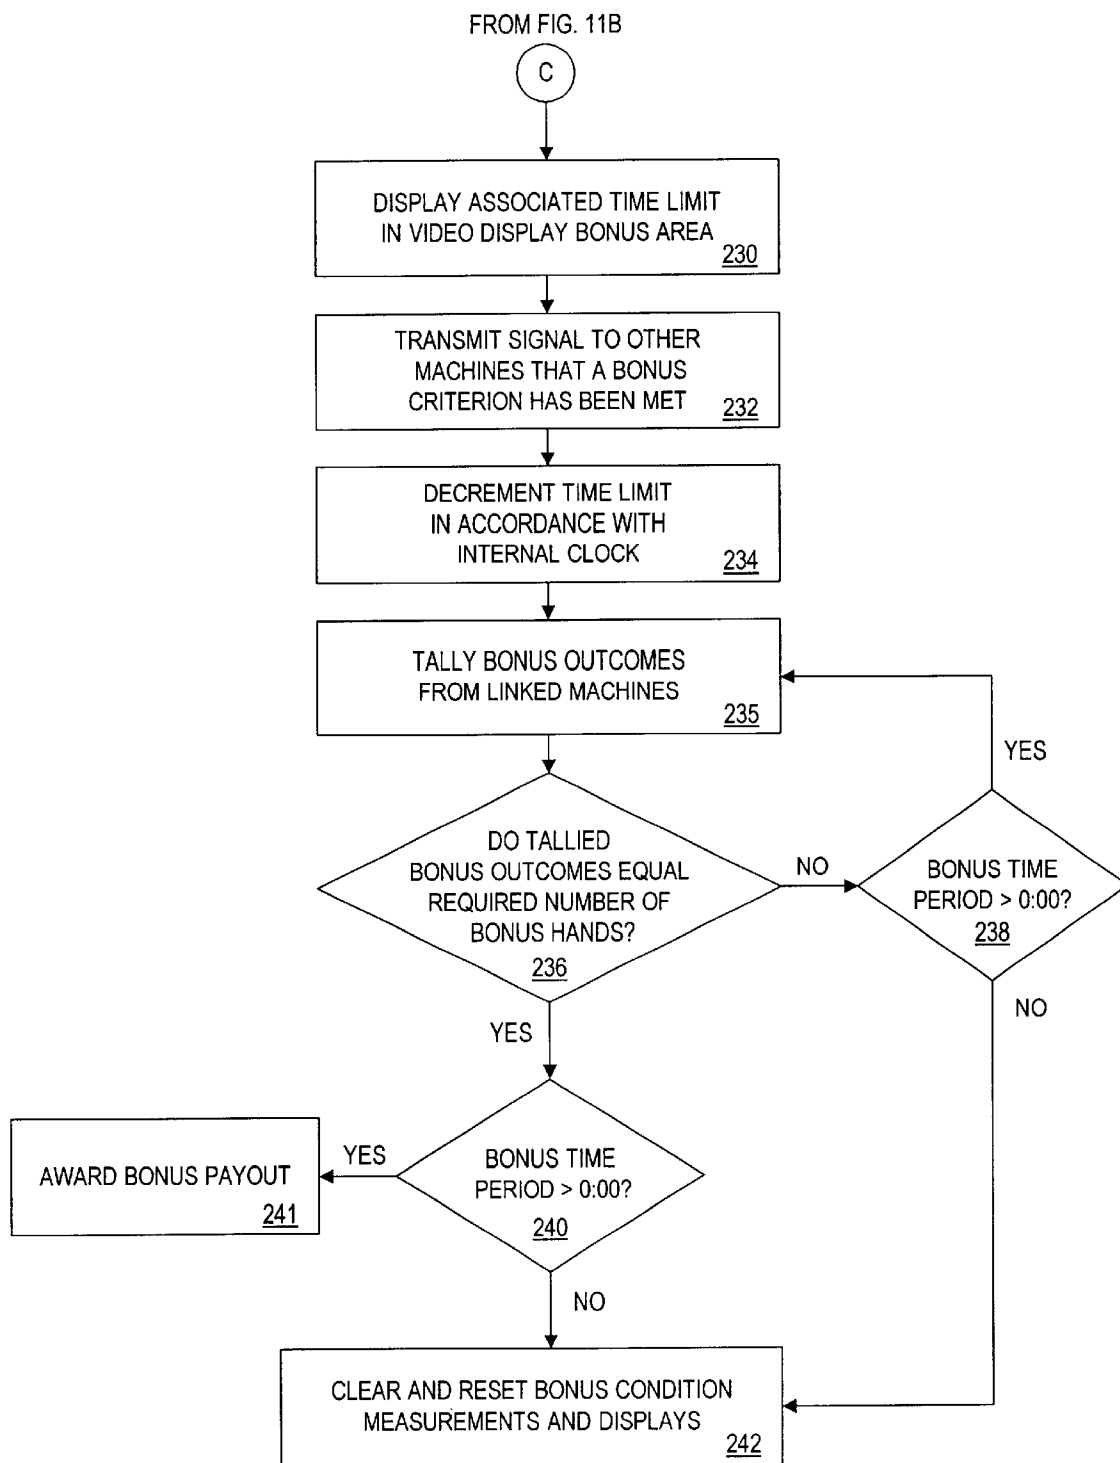 FROM FIG. 11B
C
DISPLAY ASSOCIATED TIME LIMIT
IN VIDEO DISPLAY BONUS AREA
230
TRANSMIT SIGNAL TO OTHER
MACHINES THAT A BONUS
CRITERION HAS BEEN MET
232
DECREMENT TIME LIMIT
IN ACCORDANCE WITH
INTERNAL CLOCK
234
TALLY BONUS OUTCOMES
FROM LINKED MACHINES
235
YES
DO TALLIED
BONUS OUTCOMES EQUAL
REQUIRED NUMBER OF
BONUS HANDS?
236
NO
BONUS TIME
PERIOD > 0:00?
238
NO
YES
BONUS TIME
PERIOD > 0:00?
240
YES
AWARD BONUS PAYOUT
241
NO
CLEAR AND RESET BONUS CONDITION
MEASUREMENTS AND DISPLAYS
242